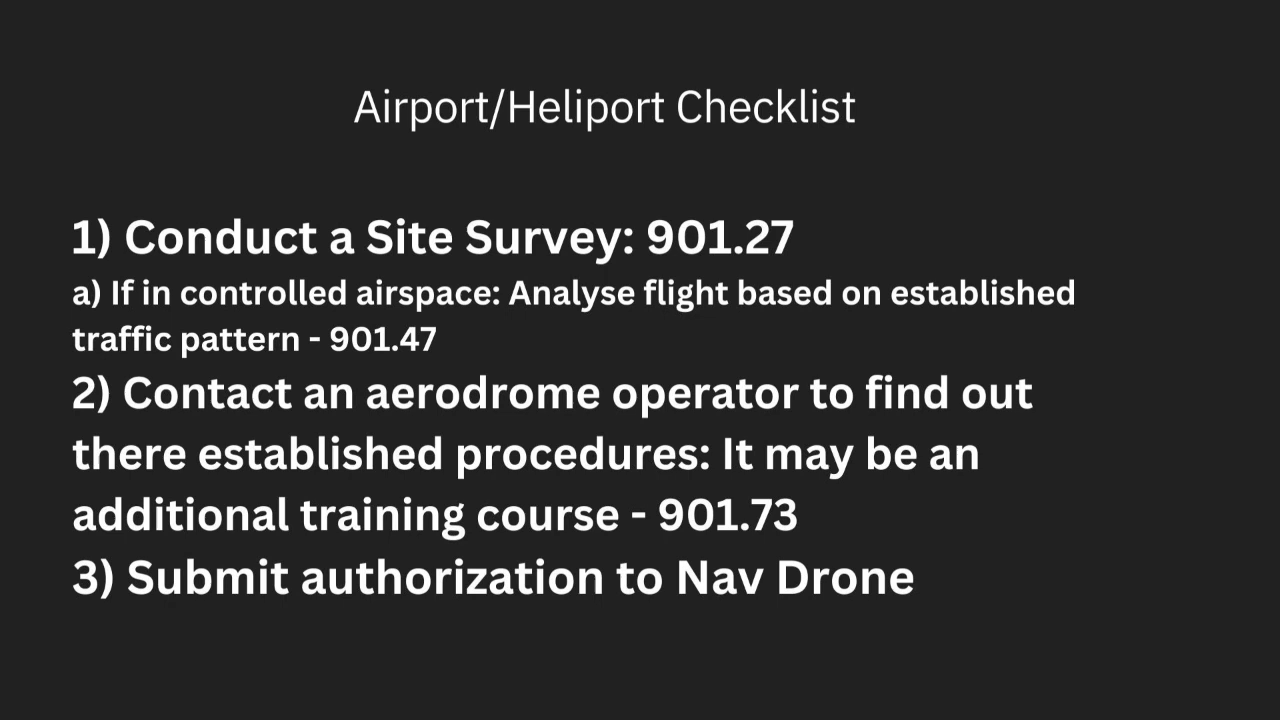 Airport/Heliport Checklist
1) Conduct a Site Survey: 901.27
a) If in controlled airspace: Analyse flight based on established
traffic pattern - 901.47
2) Contact an aerodrome operator to find out
there established procedures: It may be an
additional training course - 901.73
3) Submit authorization to Nav Drone